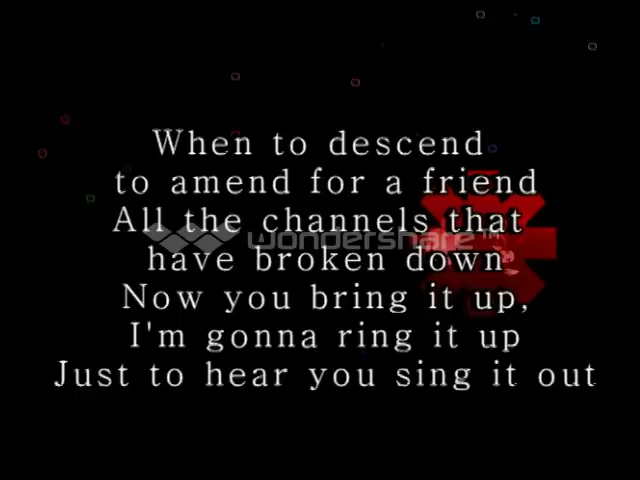 When to descend
to amend for a friend
All the channels that
wondershare™
have broken down
Now you bring it up,
I'm gonna ring it up
Just to hear you sing it out